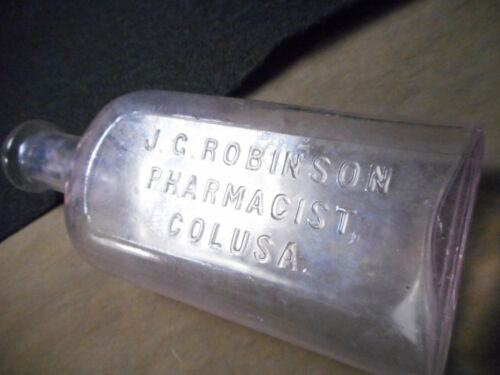 J. C. ROBINSON
PHARMACIST,
COLUSA.